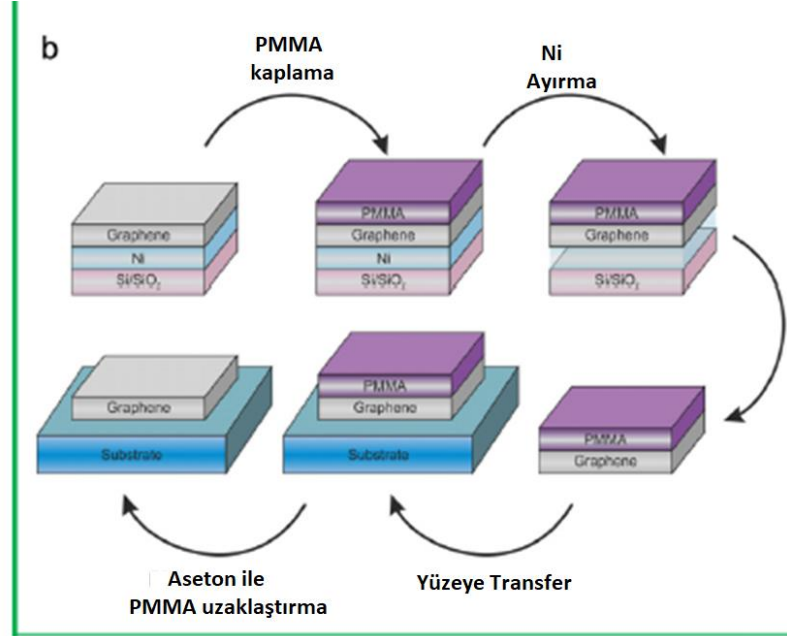 b
PMMA
kaplama
Ni
Ayırma
Graphene
Ni
Si/SiO₂
PMMA
Graphene
Ni
Si/SiO₂
PMMA
Graphene
Si/SiO₂
Graphene
Substrate
PMMA
Graphene
Substrate
PMMA
Graphene
Aseton ile
PMMA uzaklaştırma
Yüzeye Transfer